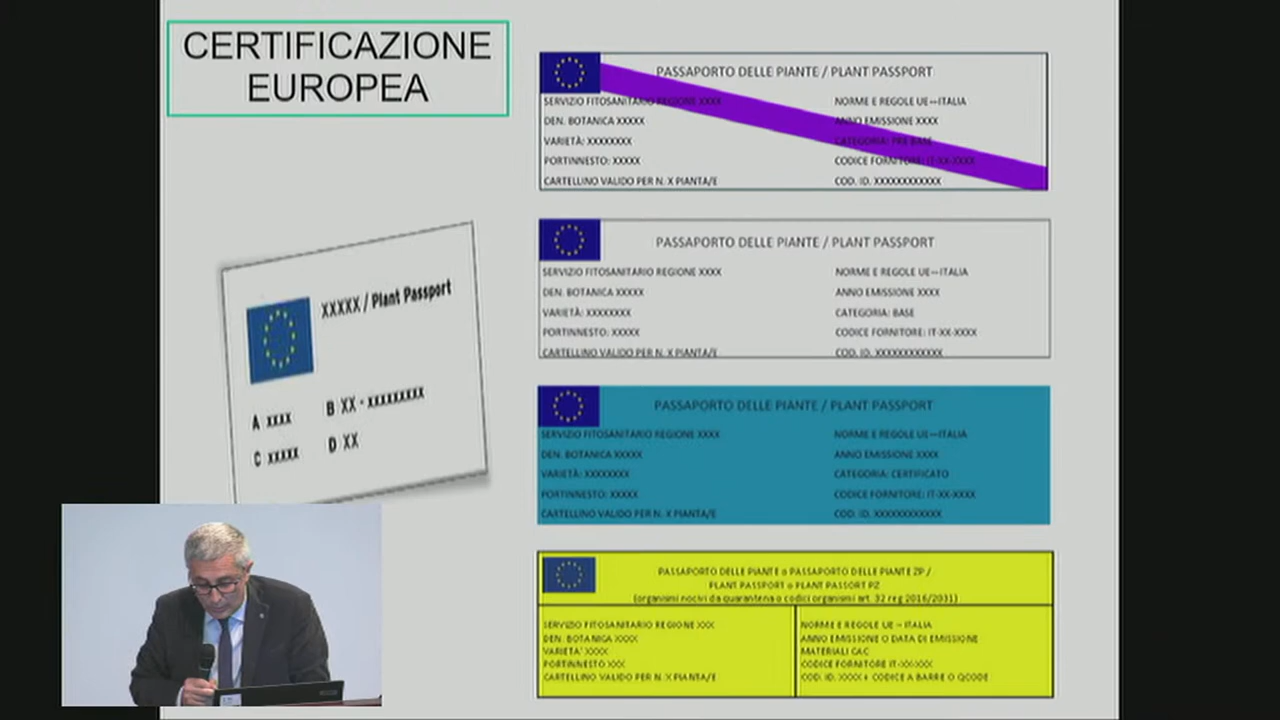 CERTIFICAZIONE
EUROPEA
XXXXX / Plant Passport
A xxxx B XX - xxxxxxxxx
C xxxxx D XX
PASSAPORTO DELLE PIANTE / PLANT PASSPORT
SERVIZIO FITOSANITARIO REGIONE XXXX NORME E REGOLE UE—ITALIA
DEN. BOTANICA XXXXX ANNO EMISSIONE XXXX
VARIETÀ: XXXXXXXX CATEGORIA: PRE BASE
PORTINNESTO: XXXXX CODICE FORNITORE: IT-XX-XXXX
CARTELLINO VALIDO PER N. X PIANTA/E COD. ID. XXXXXXXXXXXX
PASSAPORTO DELLE PIANTE / PLANT PASSPORT
SERVIZIO FITOSANITARIO REGIONE XXXX NORME E REGOLE UE—ITALIA
DEN. BOTANICA XXXXX ANNO EMISSIONE XXXX
VARIETÀ: XXXXXXXX CATEGORIA: BASE
PORTINNESTO: XXXXX CODICE FORNITORE: IT-XX-XXXX
CARTELLINO VALIDO PER N. X PIANTA/E COD. ID. XXXXXXXXXXXX
PASSAPORTO DELLE PIANTE / PLANT PASSPORT
SERVIZIO FITOSANITARIO REGIONE XXXX NORME E REGOLE UE—ITALIA
DEN. BOTANICA XXXXX ANNO EMISSIONE XXXX
VARIETÀ: XXXXXXXX CATEGORIA: CERTIFICATO
PORTINNESTO: XXXXX CODICE FORNITORE: IT-XX-XXXX
CARTELLINO VALIDO PER N. X PIANTA/E COD. ID. XXXXXXXXXXXX
PASSAPORTO DELLE PIANTE o PASSAPORTO DELLE PIANTE ZP /
PLANT PASSPORT o PLANT PASSORT PZ
(organismi nocivi da quarantena o codici organismi art. 32 reg 2016/2031)
SERVIZIO FITOSANITARIO REGIONE XXX NORME E REGOLE UE – ITALIA
DEN. BOTANICA XXXX ANNO EMISSIONE O DATA DI EMISSIONE
VARIETA' XXXX MATERIALI CAC
PORTINNESTO XXX CODICE FORNITORE IT-XX-XXX
CARTELLINO VALIDO PER N. X PIANTA/E COD. ID. XXXX + CODICE A BARRE O QCODE